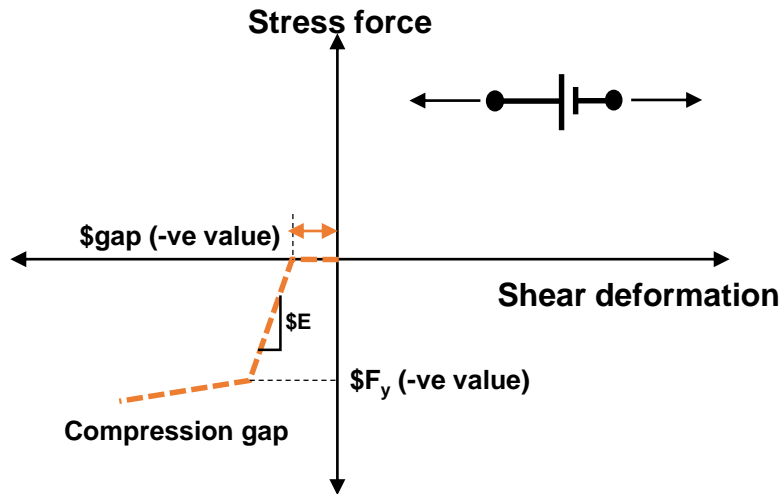 Stress force
$gap (-ve value)
Shear deformation
$E
$Fy (-ve value)
Compression gap